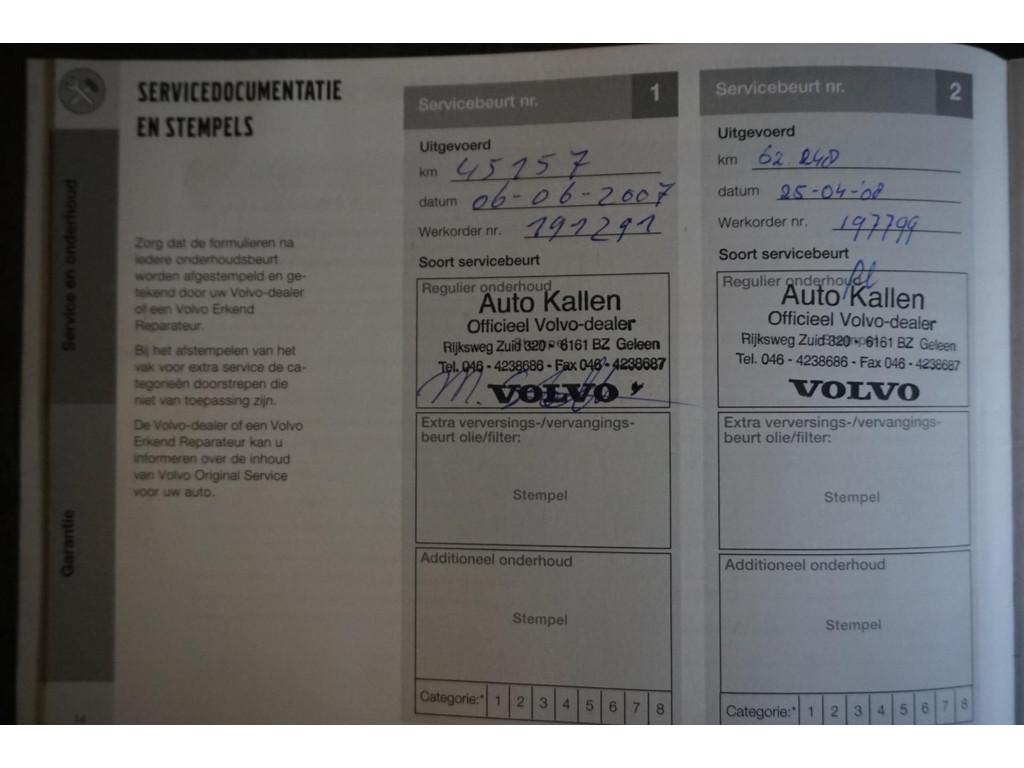 SERVICEDOCUMENTATIE
EN STEMPELS
Service en onderhoud
Garantie
Zorg dat de formulieren na
iedere onderhoudsbeurt
worden afgestempeld en ge-
tekend door uw Volvo-dealer
of een Volvo Erkend
Reparateur.
Bij het afstempelen van het
vak voor extra service de ca-
tegorieën doorstrepen die
niet van toepassing zijn.
De Volvo-dealer of een Volvo
Erkend Reparateur kan u
informeren over de inhoud
van Volvo Original Service
voor uw auto.
14
Servicebeurt nr. 1
Uitgevoerd
km 45157
datum 06-06-2007
Werkorder nr. 191291
Soort servicebeurt
Regulier onderhoud
Auto Kallen
Officieel Volvo-dealer
Rijksweg Zuid 320 - 6161 BZ Geleen
Tel. 046 - 4238686 - Fax 046 - 4238687
VOLVO
Extra verversings-/vervangings-
beurt olie/filter:
Stempel
Additioneel onderhoud
Stempel
Categorie:* 1 2 3 4 5 6 7 8
Servicebeurt nr. 2
Uitgevoerd
km 62.240
datum 25-04-'08
Werkorder nr. 197799
Soort servicebeurt
Regulier onderhoud
Auto Kallen
Officieel Volvo-dealer
Rijksweg Zuid 320 - 6161 BZ Geleen
Tel. 046 - 4238686 - Fax 046 - 4238687
VOLVO
Extra verversings-/vervangings-
beurt olie/filter:
Stempel
Additioneel onderhoud
Stempel
Categorie:* 1 2 3 4 5 6 7 8